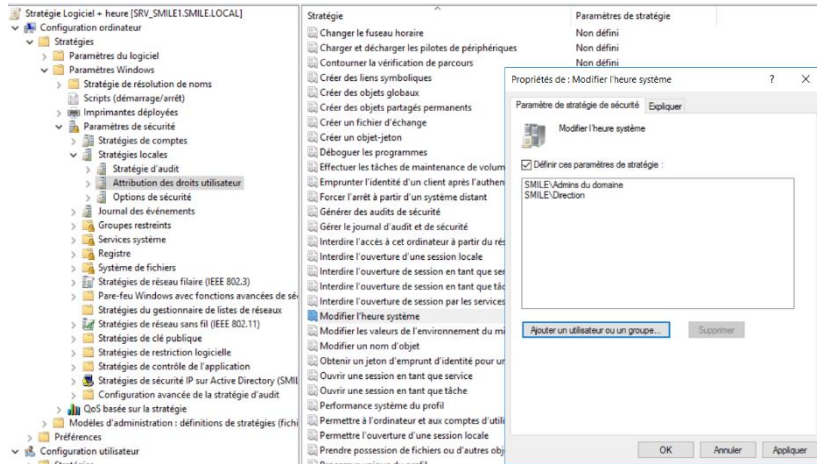 Stratégie Logiciel + heure [SRV_SMILE1.SMILE.LOCAL]
Configuration ordinateur
Stratégies
Paramètres du logiciel
Paramètres Windows
Stratégie de résolution de noms
Scripts (démarrage/arrêt)
Imprimantes déployées
Paramètres de sécurité
Stratégies de comptes
Stratégies locales
Stratégie d'audit
Attribution des droits utilisateur
Options de sécurité
Journal des événements
Groupes restreints
Services système
Registre
Système de fichiers
Stratégies de réseau filaire (IEEE 802.3)
Pare-feu Windows avec fonctions avancées de sé
Stratégies du gestionnaire de listes de réseaux
Stratégies de réseau sans fil (IEEE 802.11)
Stratégies de clé publique
Stratégies de restriction logicielle
Stratégies de contrôle de l'application
Stratégies de sécurité IP sur Active Directory (SMIL
Configuration avancée de la stratégie d'audit
QoS basée sur la stratégie
Modèles d'administration : définitions de stratégies (fichi
Préférences
Configuration utilisateur
Stratégie Paramètres de stratégie
Changer le fuseau horaire Non défini
Charger et décharger les pilotes de périphériques Non défini
Contourner la vérification de parcours Non défini
Créer des liens symboliques
Créer des objets globaux
Créer des objets partagés permanents
Créer un fichier d'échange
Créer un objet-jeton
Déboguer les programmes
Effectuer les tâches de maintenance de volum
Emprunter l'identité d'un client après l'authen
Forcer l'arrêt à partir d'un système distant
Générer des audits de sécurité
Gérer le journal d'audit et de sécurité
Interdire l'accès à cet ordinateur à partir du rés
Interdire l'ouverture d'une session locale
Interdire l'ouverture de session en tant que ser
Interdire l'ouverture de session en tant que tâc
Interdire l'ouverture de session par les services
Modifier l'heure système
Modifier les valeurs de l'environnement du mi
Modifier un nom d'objet
Obtenir un jeton d'emprunt d'identité pour ur
Ouvrir une session en tant que service
Ouvrir une session en tant que tâche
Performance système du profil
Permettre à l'ordinateur et aux comptes d'utili
Permettre l'ouverture d'une session locale
Prendre possession de fichiers ou d'autres obj
Propriétés de : Modifier l'heure système ? X
Paramètre de stratégie de sécurité Expliquer
Modifier l'heure système
Définir ces paramètres de stratégie :
SMILE\Admins du domaine
SMILE\Direction
Ajouter un utilisateur ou un groupe... Supprimer
OK Annuler Appliquer